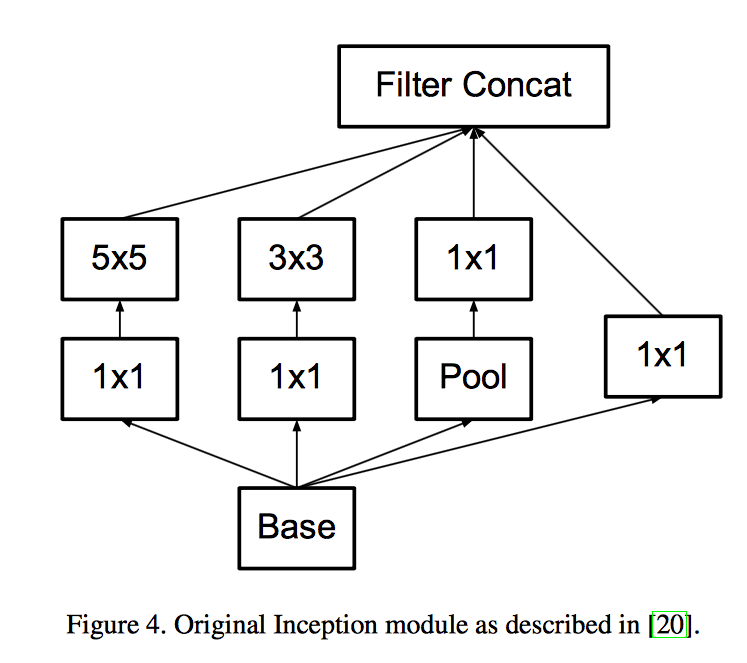 Filter Concat
5x5
3x3
1x1
1x1
1x1
1x1
Pool
Base
Figure 4. Original Inception module as described in [20].